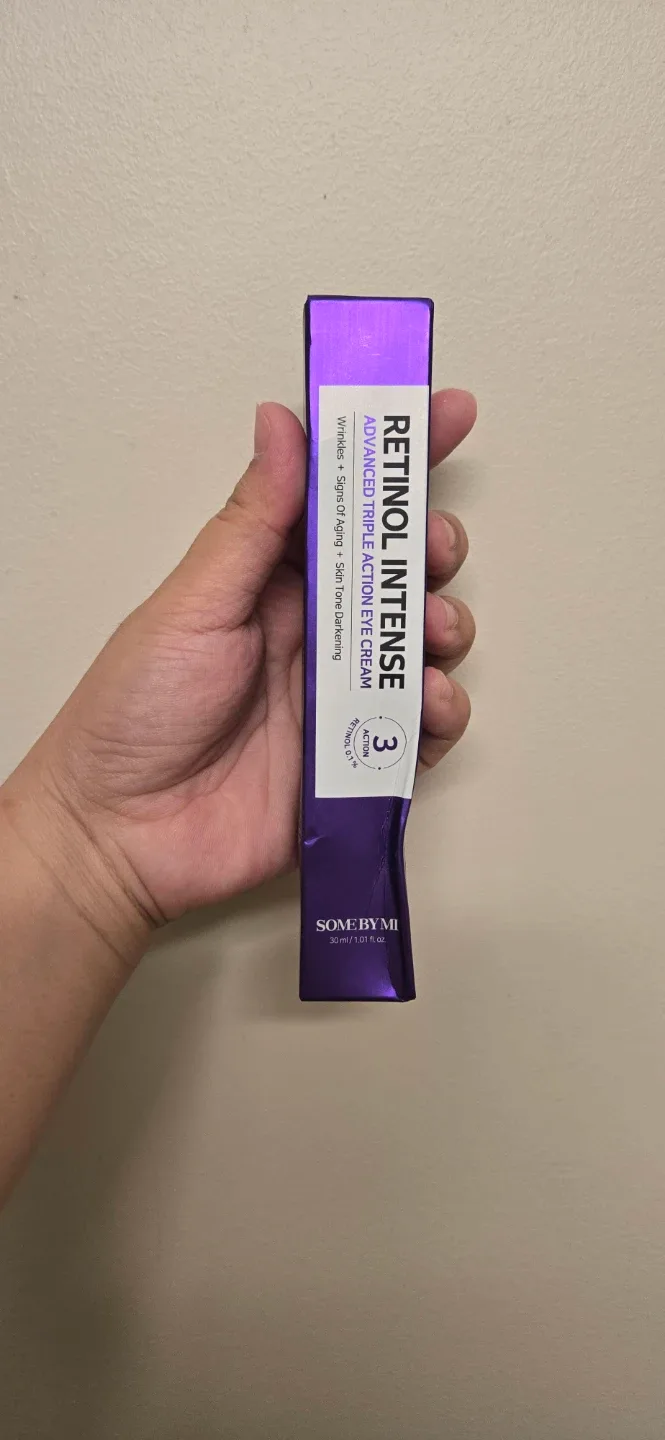 RETINOL INTENSE
ADVANCED TRIPLE ACTION EYE CREAM
Wrinkles + Signs Of Aging + Skin Tone Darkening
3
ACTION
RETINOL 0.1%
SOME BY MI
30 ml / 1.01 fl. oz